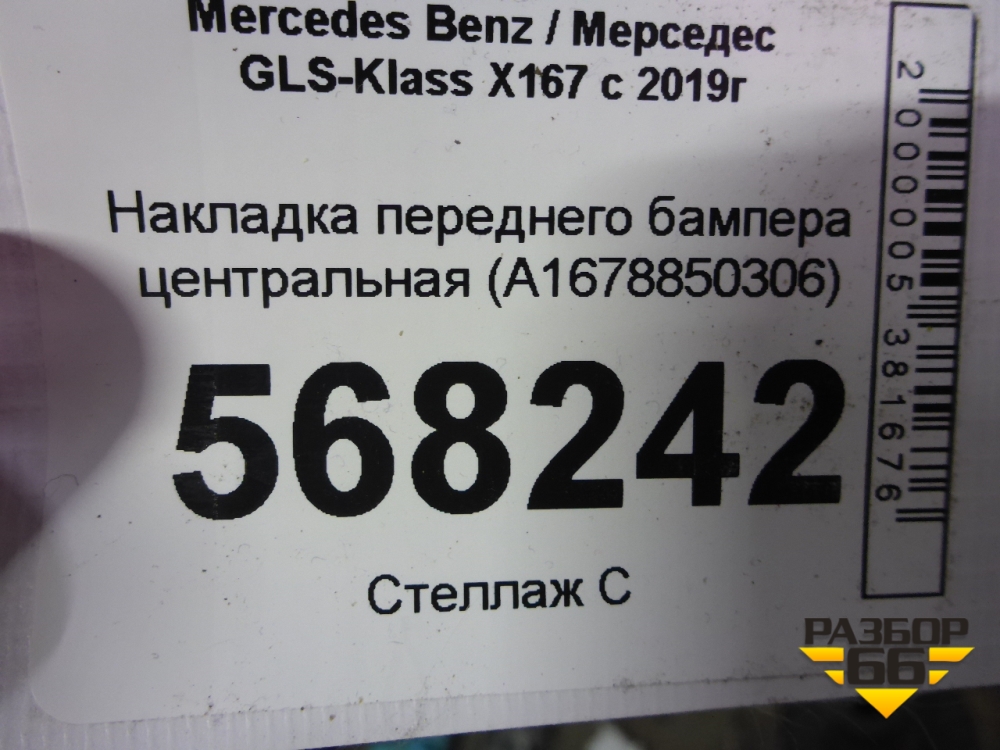 Mercedes Benz / Мерседес
GLS-Klass X167 с 2019г
Накладка переднего бампера
центральная (A1678850306)
568242
Стеллаж С
2000005381676
РАЗБОР
66